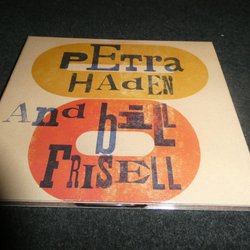 PEtra
HAdEN
And bill
FRISELL